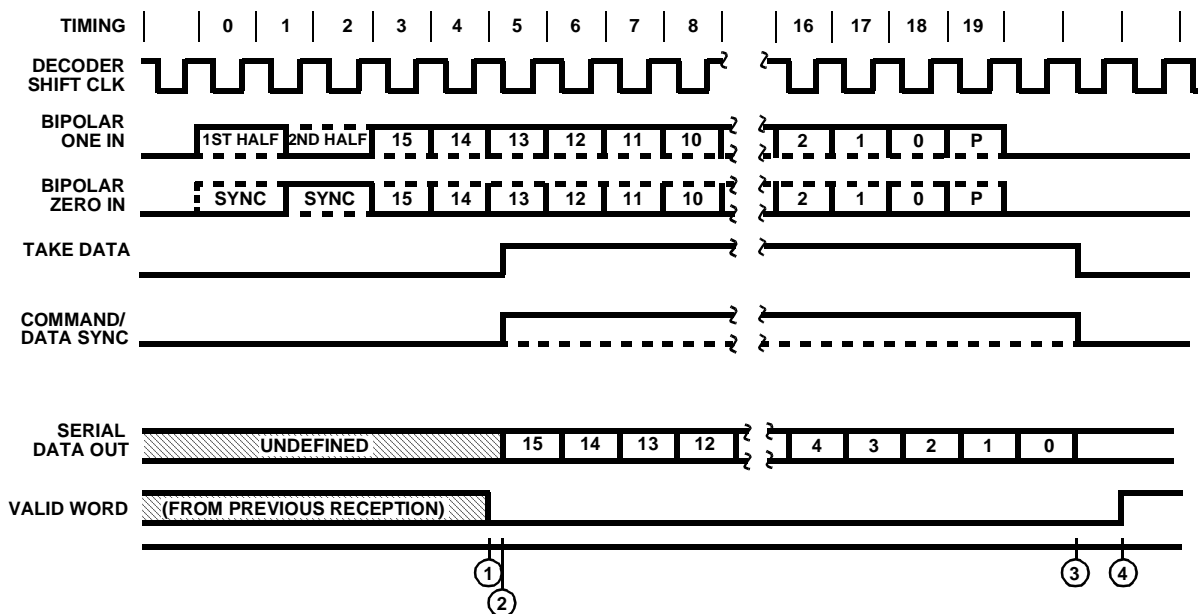 TIMING 0 1 2 3 4 5 6 7 8 16 17 18 19
DECODER
SHIFT CLK
BIPOLAR
ONE IN
1ST HALF 2ND HALF 15 14 13 12 11 10 2 1 0 P
BIPOLAR
ZERO IN
SYNC SYNC 15 14 13 12 11 10 2 1 0 P
TAKE DATA
COMMAND/
DATA SYNC
SERIAL
DATA OUT
UNDEFINED 15 14 13 12 4 3 2 1 0
VALID WORD (FROM PREVIOUS RECEPTION)
1 3 4
2